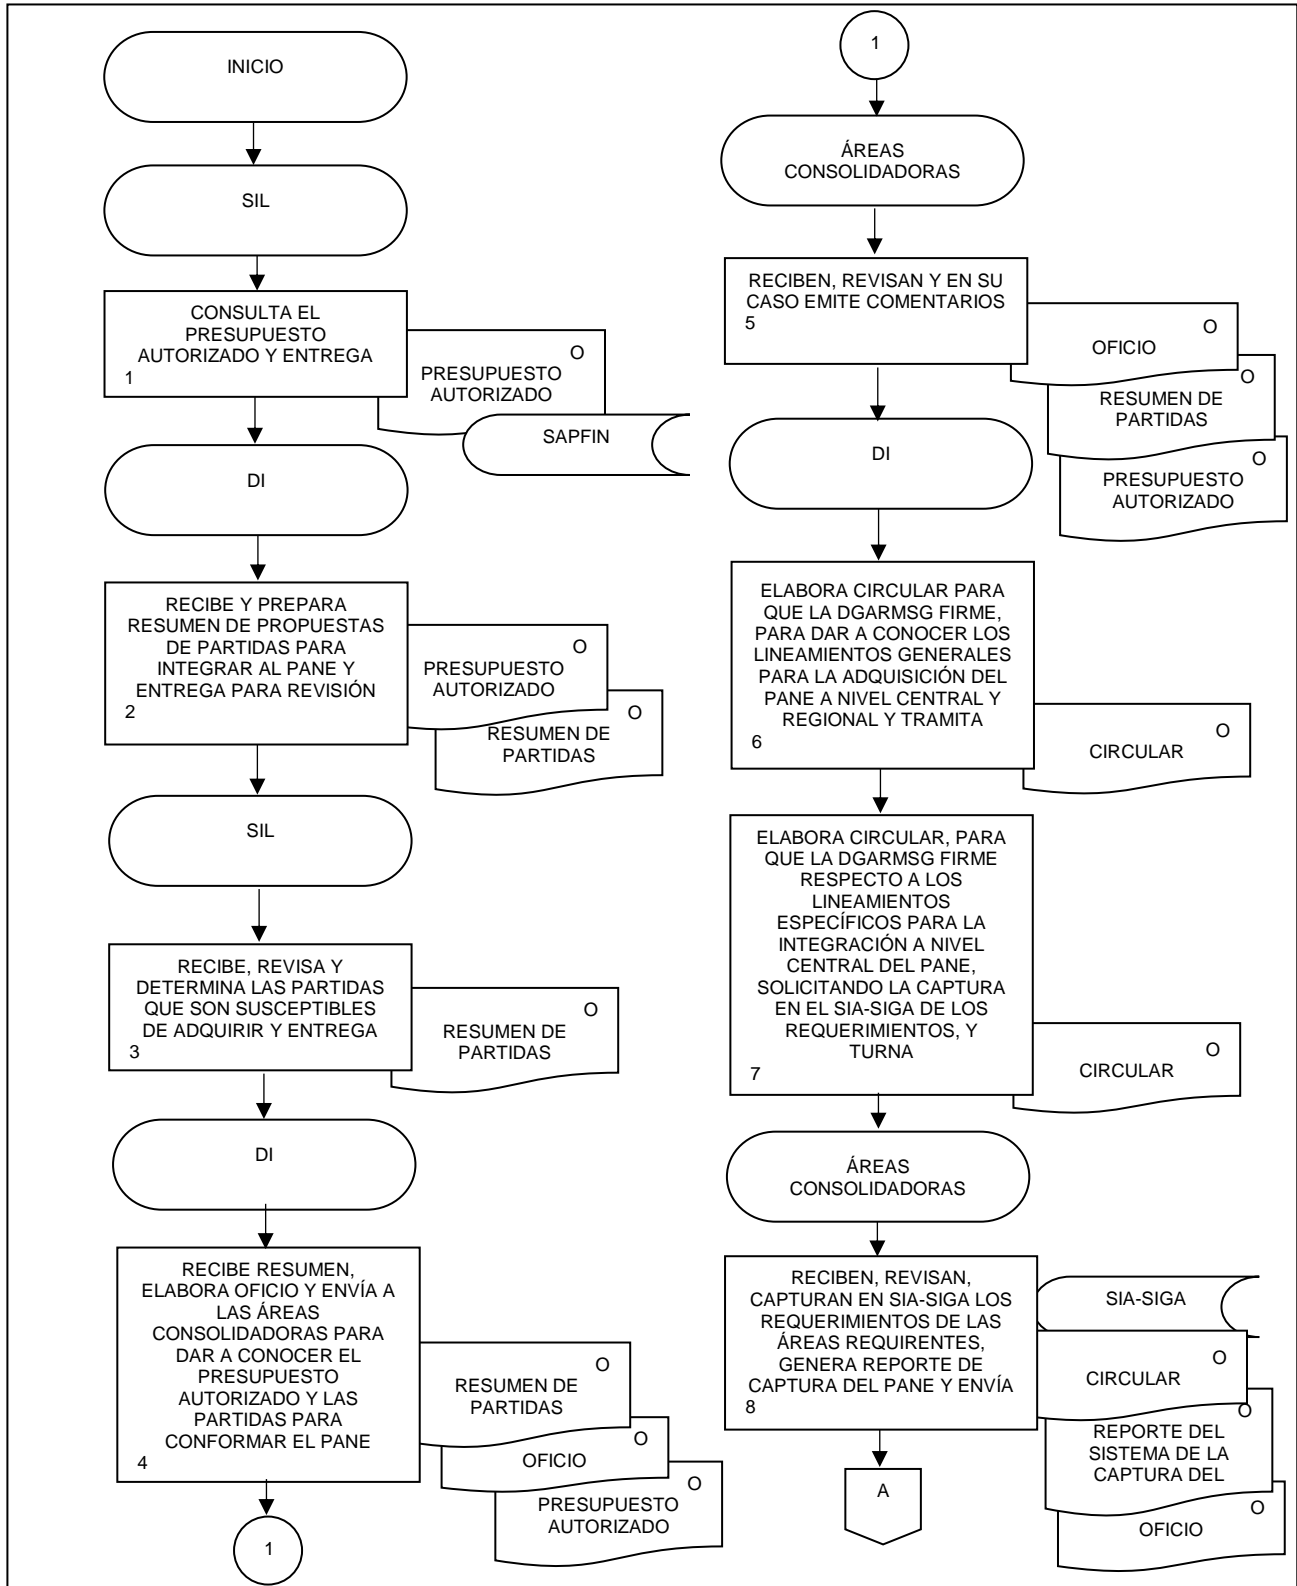 INICIO
SIL
CONSULTA EL
PRESUPUESTO
AUTORIZADO Y ENTREGA
1
O
PRESUPUESTO
AUTORIZADO
SAPFIN
DI
RECIBE Y PREPARA
RESUMEN DE PROPUESTAS
DE PARTIDAS PARA
INTEGRAR AL PANE Y
ENTREGA PARA REVISIÓN
2
O
PRESUPUESTO
AUTORIZADO
O
RESUMEN DE
PARTIDAS
SIL
RECIBE, REVISA Y
DETERMINA LAS PARTIDAS
QUE SON SUSCEPTIBLES
DE ADQUIRIR Y ENTREGA
3
O
RESUMEN DE
PARTIDAS
DI
RECIBE RESUMEN,
ELABORA OFICIO Y ENVÍA A
LAS ÁREAS
CONSOLIDADORAS PARA
DAR A CONOCER EL
PRESUPUESTO
AUTORIZADO Y LAS
PARTIDAS PARA
CONFORMAR EL PANE
4
O
RESUMEN DE
PARTIDAS
O
OFICIO
O
PRESUPUESTO
AUTORIZADO
1
1
ÁREAS
CONSOLIDADORAS
RECIBEN, REVISAN Y EN SU
CASO EMITE COMENTARIOS
5
O
OFICIO
O
RESUMEN DE
PARTIDAS
O
PRESUPUESTO
AUTORIZADO
DI
ELABORA CIRCULAR PARA
QUE LA DGARMSG FIRME,
PARA DAR A CONOCER LOS
LINEAMIENTOS GENERALES
PARA LA ADQUISICIÓN DEL
PANE A NIVEL CENTRAL Y
REGIONAL Y TRAMITA
6
O
CIRCULAR
ELABORA CIRCULAR, PARA
QUE LA DGARMSG FIRME
RESPECTO A LOS
LINEAMIENTOS
ESPECÍFICOS PARA LA
INTEGRACIÓN A NIVEL
CENTRAL DEL PANE,
SOLICITANDO LA CAPTURA
EN EL SIA-SIGA DE LOS
REQUERIMIENTOS, Y
TURNA
7
O
CIRCULAR
ÁREAS
CONSOLIDADORAS
RECIBEN, REVISAN,
CAPTURAN EN SIA-SIGA LOS
REQUERIMIENTOS DE LAS
ÁREAS REQUIRENTES,
GENERA REPORTE DE
CAPTURA DEL PANE Y ENVÍA
8
SIA-SIGA
O
CIRCULAR
O
REPORTE DEL
SISTEMA DE LA
CAPTURA DEL
O
OFICIO
A